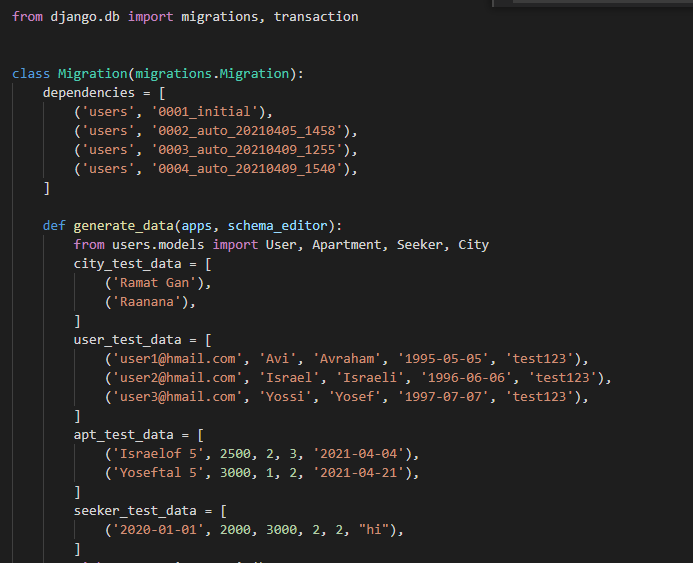 from django.db import migrations, transaction
class Migration(migrations.Migration):
    dependencies = [
        ('users', '0001_initial'),
        ('users', '0002_auto_20210405_1458'),
        ('users', '0003_auto_20210409_1255'),
        ('users', '0004_auto_20210409_1540'),
    ]
    def generate_data(apps, schema_editor):
        from users.models import User, Apartment, Seeker, City
        city_test_data = [
            ('Ramat Gan'),
            ('Raanana'),
        ]
        user_test_data = [
            ('user1@hmail.com', 'Avi', 'Avraham', '1995-05-05', 'test123'),
            ('user2@hmail.com', 'Israel', 'Israeli', '1996-06-06', 'test123'),
            ('user3@hmail.com', 'Yossi', 'Yosef', '1997-07-07', 'test123'),
        ]
        apt_test_data = [
            ('Israelof 5', 2500, 2, 3, '2021-04-04'),
            ('Yoseftal 5', 3000, 1, 2, '2021-04-21'),
        ]
        seeker_test_data = [
            ('2020-01-01', 2000, 3000, 2, 2, "hi"),
        ]